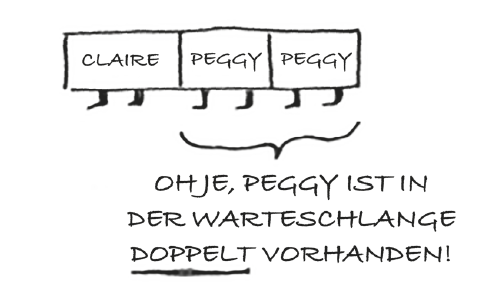 CLAIRE PEGGY PEGGY
OH JE, PEGGY IST IN
DER WARTESCHLANGE
DOPPELT VORHANDEN!